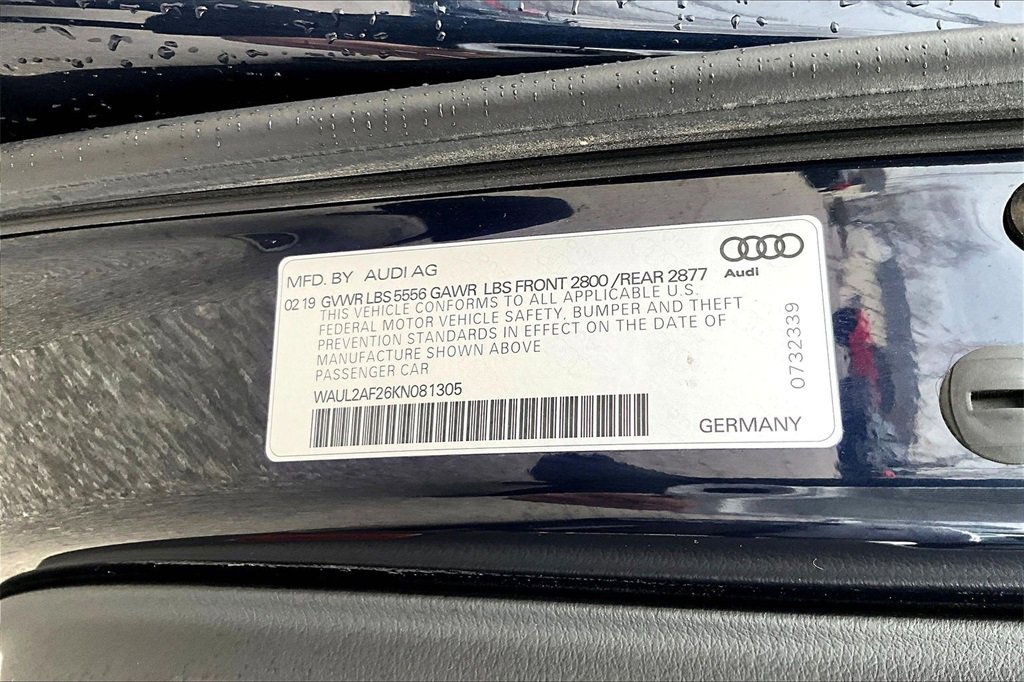 MFD. BY AUDI AG
Audi
02 19 GVWR LBS 5556 GAWR LBS FRONT 2800 /REAR 2877
THIS VEHICLE CONFORMS TO ALL APPLICABLE U.S.
FEDERAL MOTOR VEHICLE SAFETY, BUMPER AND THEFT
PREVENTION STANDARDS IN EFFECT ON THE DATE OF
MANUFACTURE SHOWN ABOVE
PASSENGER CAR
WAUL2AF26KN081305
GERMANY
0732339